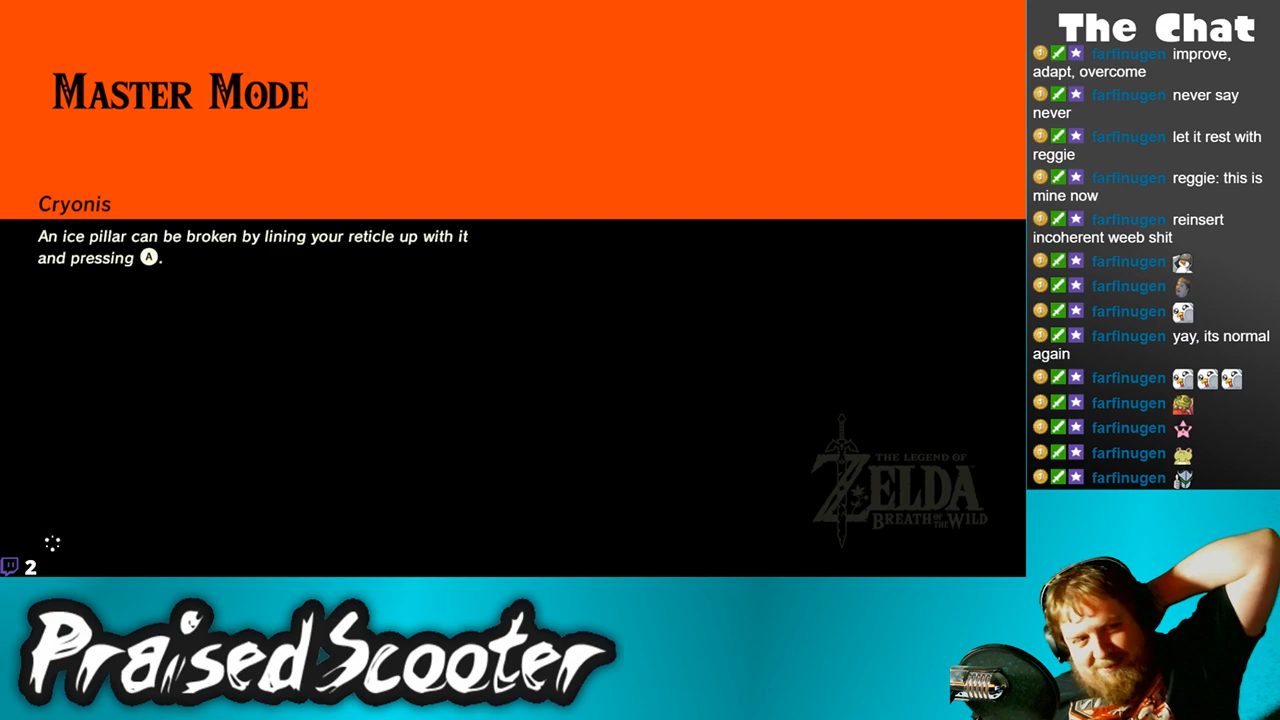 Master Mode
Cryonis
An ice pillar can be broken by lining your reticle up with it
and pressing A.
THE LEGEND OF
ZELDA
BREATH OF THE WILD
2
PraisedScooter
The Chat
farfinugen improve,
adapt, overcome
farfinugen never say
never
farfinugen let it rest with
reggie
farfinugen reggie: this is
mine now
farfinugen reinsert
incoherent weeb shit
farfinugen
farfinugen
farfinugen
farfinugen yay, its normal
again
farfinugen
farfinugen
farfinugen
farfinugen
farfinugen